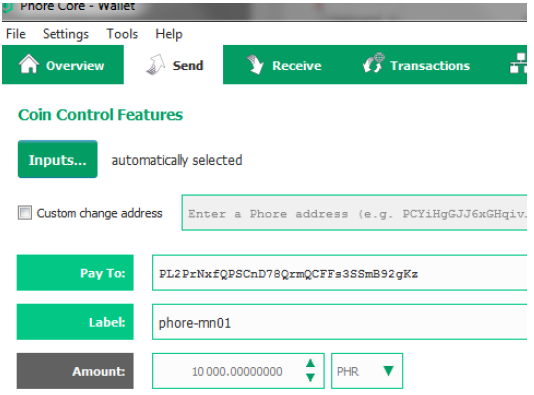 Phore Core - Wallet
File Settings Tools Help
Overview Send Receive Transactions
Coin Control Features
Inputs... automatically selected
Custom change address Enter a Phore address (e.g. PCYiHgGJJ6xGHqiv
Pay To: PL2PrNxfQPSCnD78QrmQCFFs3SSmB92gKz
Label: phore-mn01
Amount: 10 000.00000000 PHR